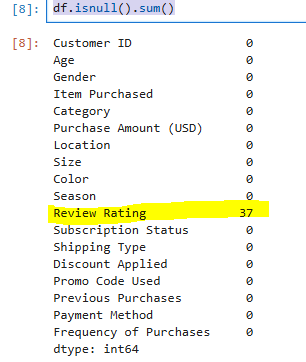 [8]: df.isnull().sum()
[8]: Customer ID 0
Age 0
Gender 0
Item Purchased 0
Category 0
Purchase Amount (USD) 0
Location 0
Size 0
Color 0
Season 0
Review Rating 37
Subscription Status 0
Shipping Type 0
Discount Applied 0
Promo Code Used 0
Previous Purchases 0
Payment Method 0
Frequency of Purchases 0
dtype: int64